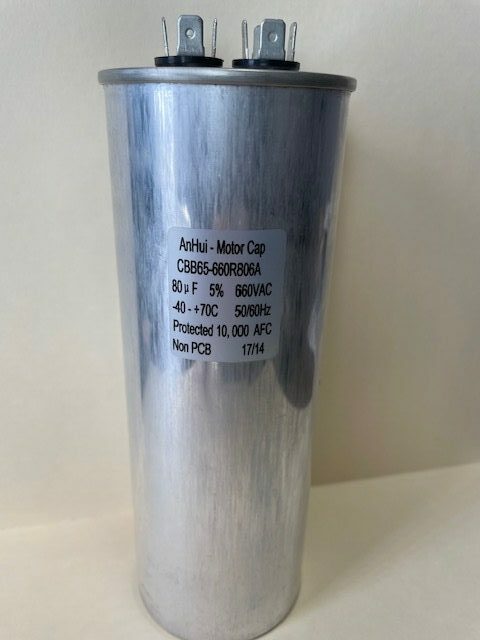 AnHui - Motor Cap
CBB65-660R806A
80 µF 5% 660VAC
-40 - +70C 50/60Hz
Protected 10, 000 AFC
Non PCB 17/14